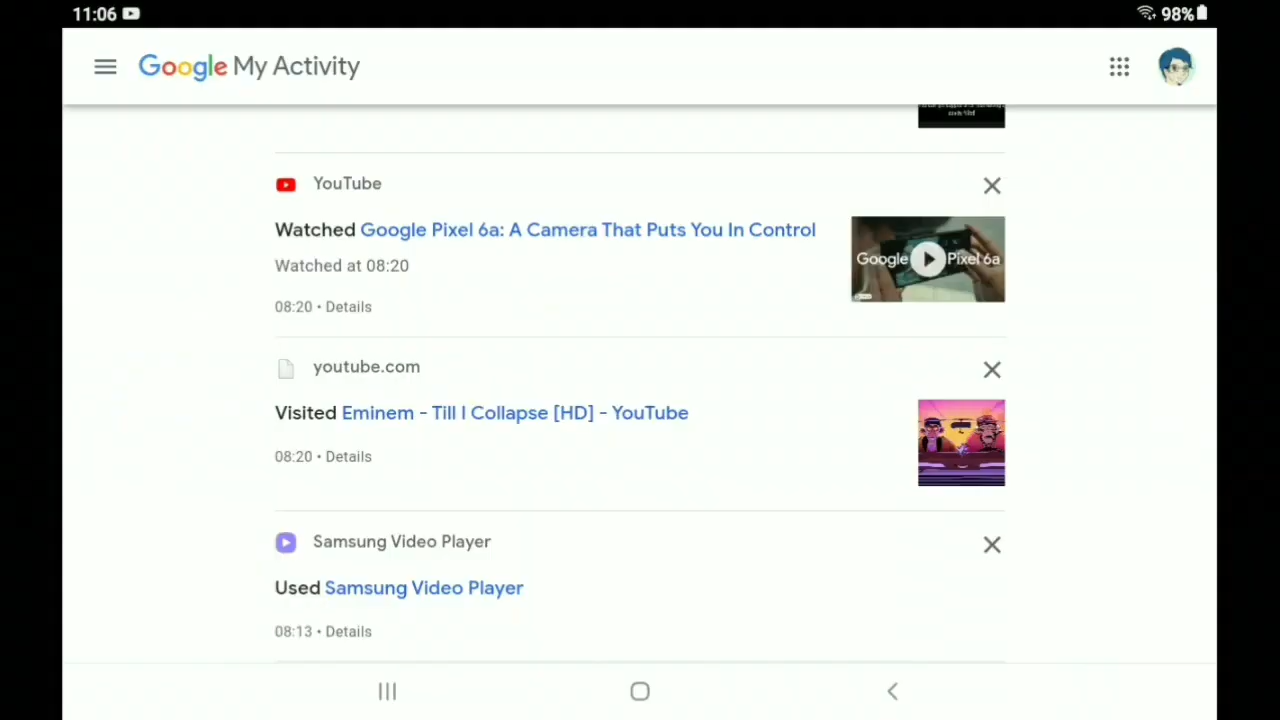 11:06
98%
Google My Activity
YouTube
Watched Google Pixel 6a: A Camera That Puts You In Control
Watched at 08:20
Google Pixel 6a
08:20 • Details
youtube.com
Visited Eminem - Till I Collapse [HD] - YouTube
08:20 • Details
Samsung Video Player
Used Samsung Video Player
08:13 • Details